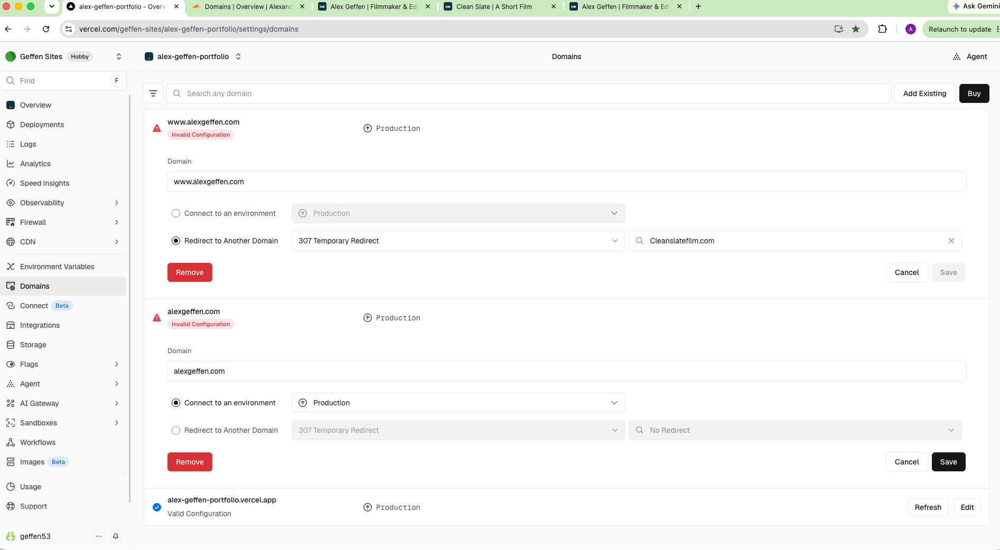 alex-geffen-portfolio - Overvi
Domains | Overview | Alexand
Alex Geffen | Filmmaker & Edi
Clean Slate | A Short Film
Alex Geffen | Filmmaker & Edi
Ask Gemini
vercel.com/geffen-sites/alex-geffen-portfolio/settings/domains
A
Relaunch to update
Geffen Sites
Hobby
alex-geffen-portfolio
Domains
Agent
Find
F
Search any domain
Add Existing
Buy
Overview
Deployments
Logs
Analytics
Speed Insights
Observability
Firewall
CDN
Environment Variables
Domains
Connect
Beta
Integrations
Storage
Flags
Agent
AI Gateway
Sandboxes
Workflows
Images
Beta
Usage
Support
geffen53
www.alexgeffen.com
Invalid Configuration
Production
Domain
www.alexgeffen.com
Connect to an environment
Production
Redirect to Another Domain
307 Temporary Redirect
Cleanslatefilm.com
Remove
Cancel
Save
alexgeffen.com
Invalid Configuration
Production
Domain
alexgeffen.com
Connect to an environment
Production
Redirect to Another Domain
307 Temporary Redirect
No Redirect
Remove
Cancel
Save
alex-geffen-portfolio.vercel.app
Valid Configuration
Production
Refresh
Edit